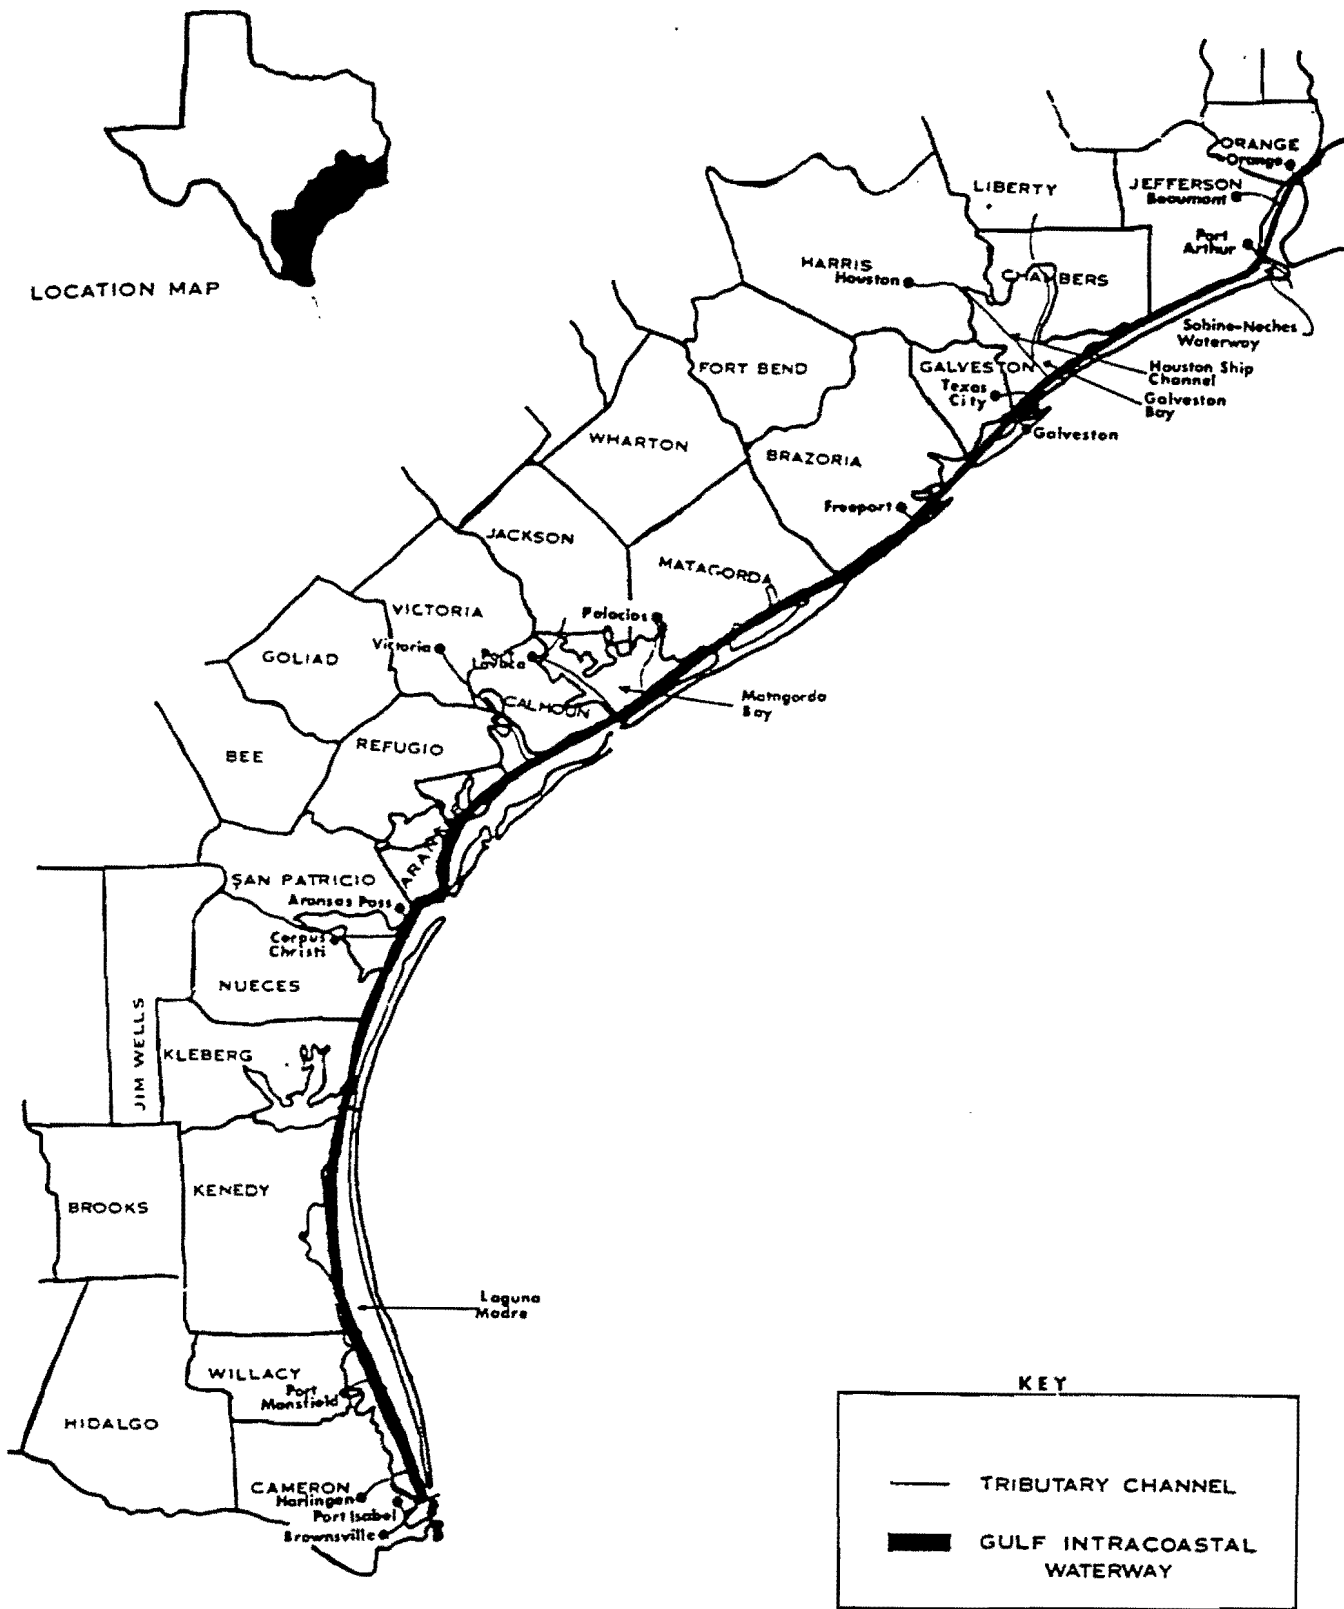 LOCATION MAP
ORANGE
Orange
LIBERTY
JEFFERSON
Beaumont
Port
Arthur
HARRIS
Houston
CHAMBERS
Sabine-Neches
Waterway
FORT BEND
GALVESTON
Houston Ship
Channel
Texas
City
Galveston
Bay
Galveston
WHARTON
BRAZORIA
Freeport
JACKSON
MATAGORDA
VICTORIA
Palacios
Victoria
Port
Lavaca
GOLIAD
CALHOUN
Matagorda
Bay
BEE
REFUGIO
SAN PATRICIO
Aransas Pass
Corpus
Christi
NUECES
JIM WELLS
KLEBERG
BROOKS
KENEDY
Laguna
Madre
WILLACY
Port
Mansfield
HIDALGO
CAMERON
Harlingen
Port Isabel
Brownsville
KEY
TRIBUTARY CHANNEL
GULF INTRACOASTAL
WATERWAY